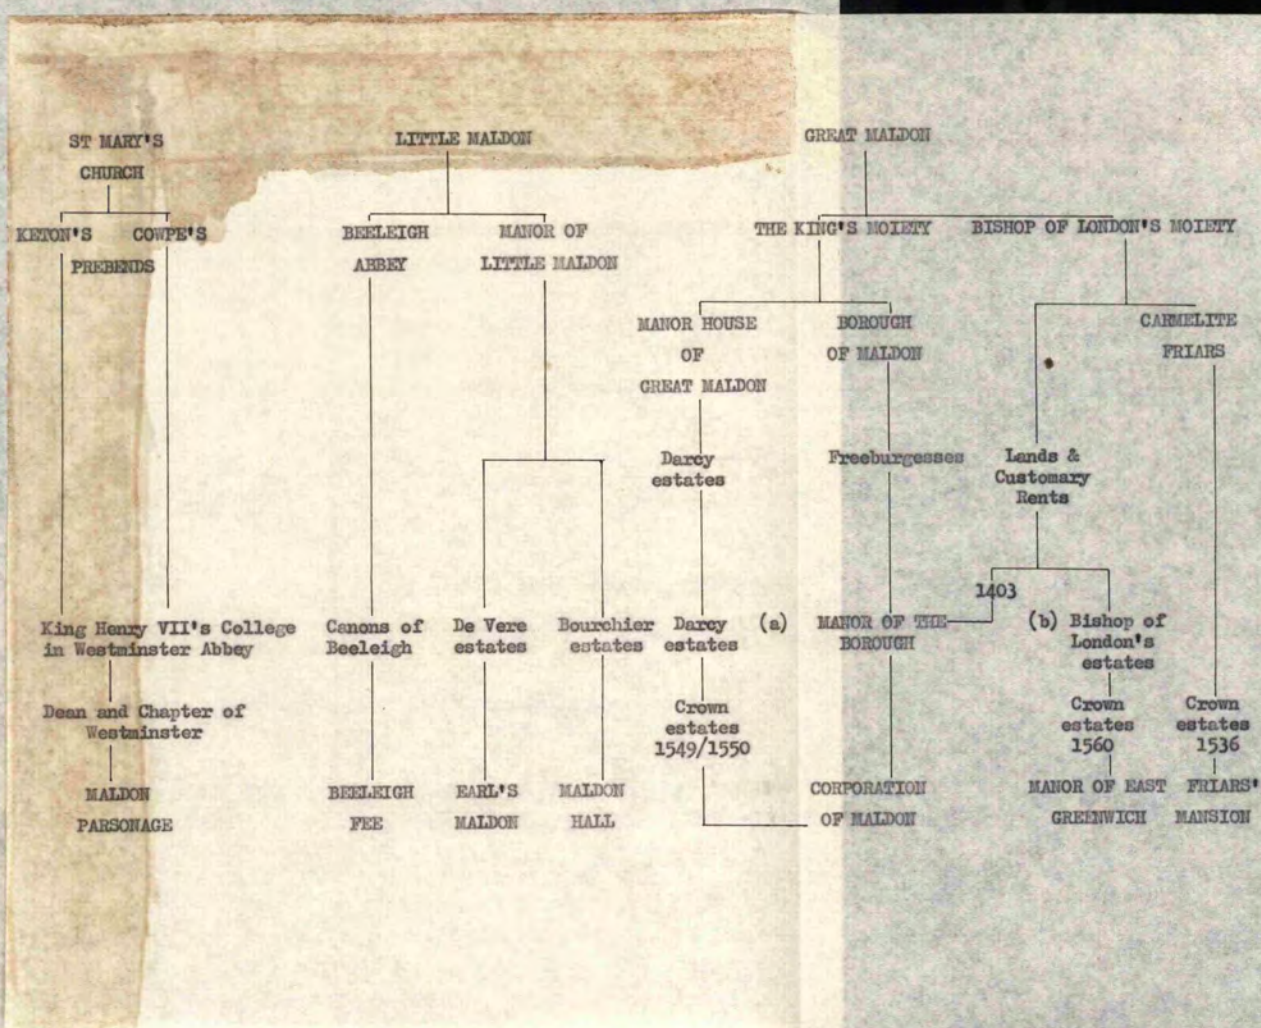 ST MARY'S
CHURCH
LITTLE MALDON
GREAT MALDON
KETON'S COWPE'S
PREBENDS
BEELEIGH
ABBEY
MANOR OF
LITTLE MALDON
THE KING'S MOIETY
BISHOP OF LONDON'S MOIETY
MANOR HOUSE
OF
GREAT MALDON
BOROUGH
OF MALDON
CARMELITE
FRIARS
Darcy
estates
Freeburgesses
Lands &
Customary
Rents
1403
King Henry VII's College
in Westminster Abbey
Canons of
Beeleigh
De Vere
estates
Bourchier
estates
Darcy
estates
(a) MANOR OF THE
BOROUGH
(b) Bishop of
London's
estates
Dean and Chapter of
Westminster
Crown
estates
1549/1550
Crown
estates
1560
Crown
estates
1536
MALDON
PARSONAGE
BEELEIGH
FEE
EARL'S
MALDON
MALDON
HALL
CORPORATION
OF MALDON
MANOR OF EAST
GREENWICH
FRIARS'
MANSION